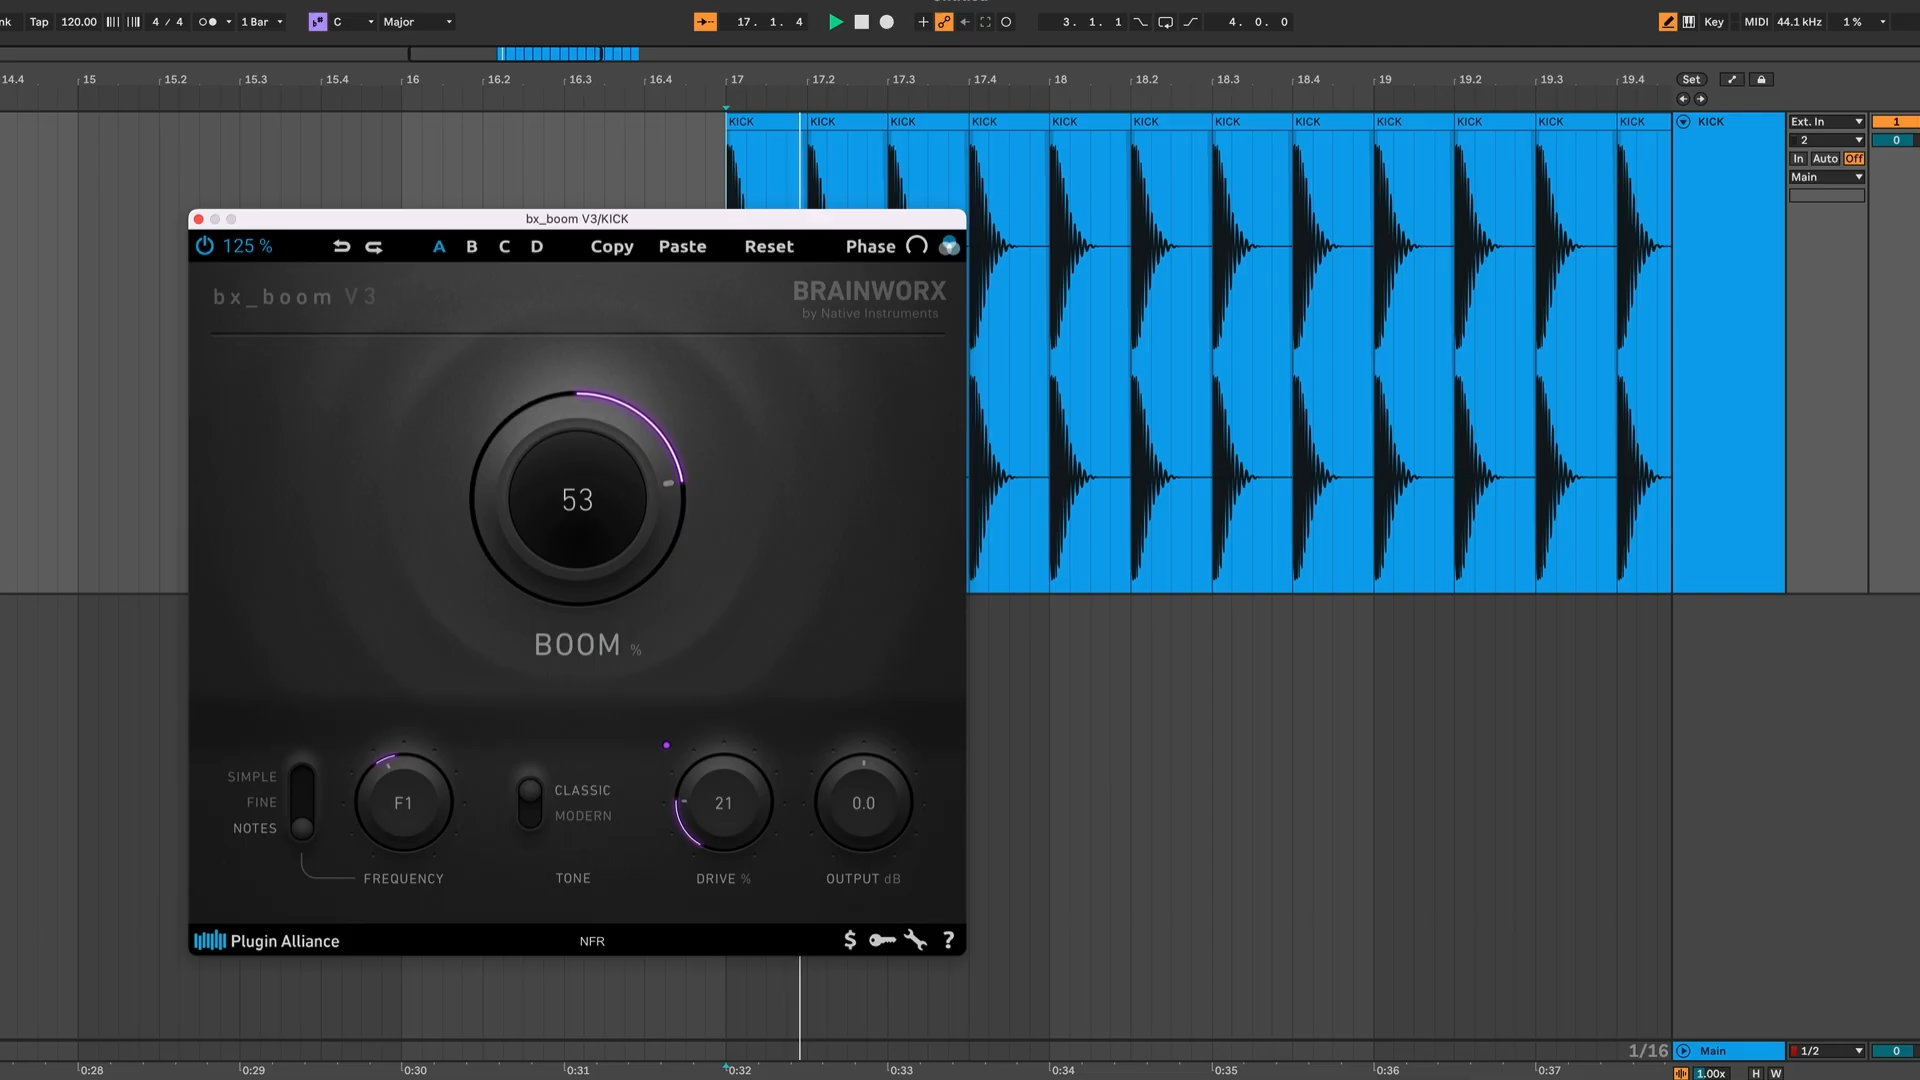 nk Tap 120.00 4 / 4 1 Bar C Major 17. 1. 4 3. 1. 1 4. 0. 0 Key MIDI 44.1 kHz 1 %
14.4 15 15.2 15.3 15.4 16 16.2 16.3 16.4 17 17.2 17.3 17.4 18 18.2 18.3 18.4 19 19.2 19.3 19.4 Set
KICK KICK KICK KICK KICK KICK KICK KICK KICK KICK KICK KICK KICK Ext. In 1
2 0
In Auto Off
Main
bx_boom V3/KICK
125 % A B C D Copy Paste Reset Phase
bx_boom V3
BRAINWORX
by Native Instruments
53
BOOM %
SIMPLE
FINE
NOTES
F1
FREQUENCY
CLASSIC
MODERN
TONE
21
DRIVE %
0.0
OUTPUT dB
Plugin Alliance NFR $ ?
1/16 Main 1/2 0
0:28 0:29 0:30 0:31 0:32 0:33 0:34 0:35 0:36 0:37 1.00x H W